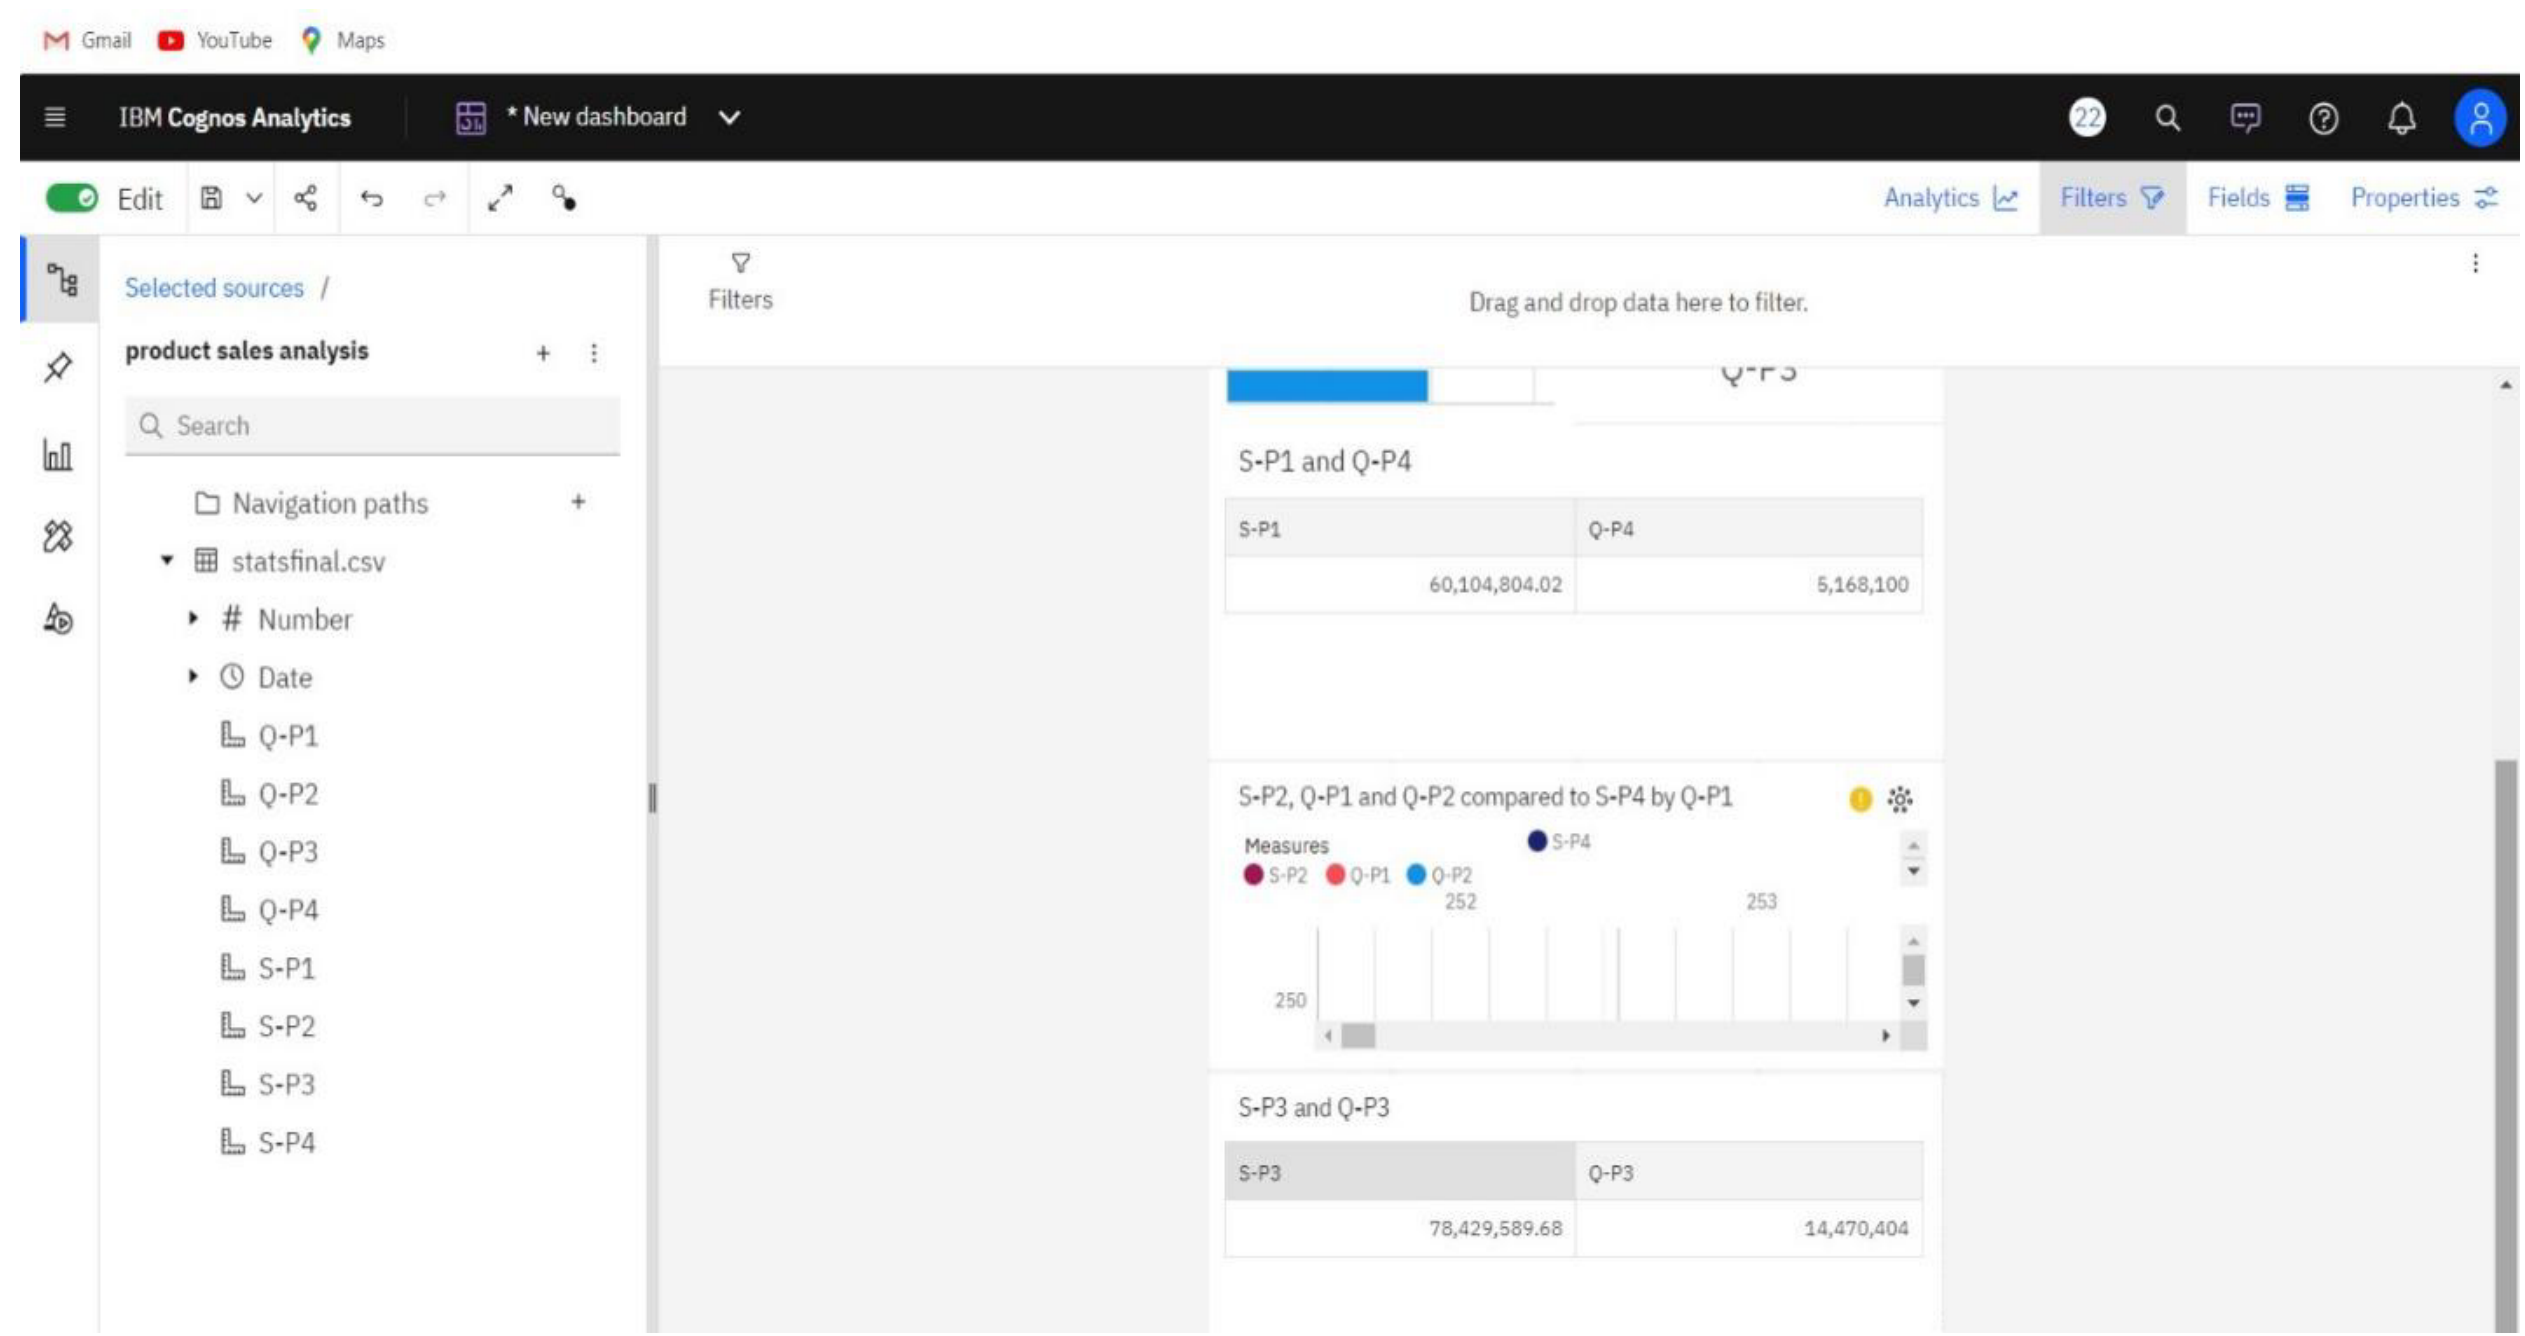 Gmail YouTube Maps
IBM Cognos Analytics * New dashboard 22
Edit Analytics Filters Fields Properties
Selected sources /
product sales analysis
Search
Navigation paths
statsfinal.csv
# Number
Date
Q-P1
Q-P2
Q-P3
Q-P4
S-P1
S-P2
S-P3
S-P4
Filters
Drag and drop data here to filter.
Q-P3
S-P1 and Q-P4
S-P1 Q-P4
60,104,804.02 5,168,100
S-P2, Q-P1 and Q-P2 compared to S-P4 by Q-P1
Measures
S-P4
S-P2 Q-P1 Q-P2
252 253
250
S-P3 and Q-P3
S-P3 Q-P3
78,429,589.68 14,470,404